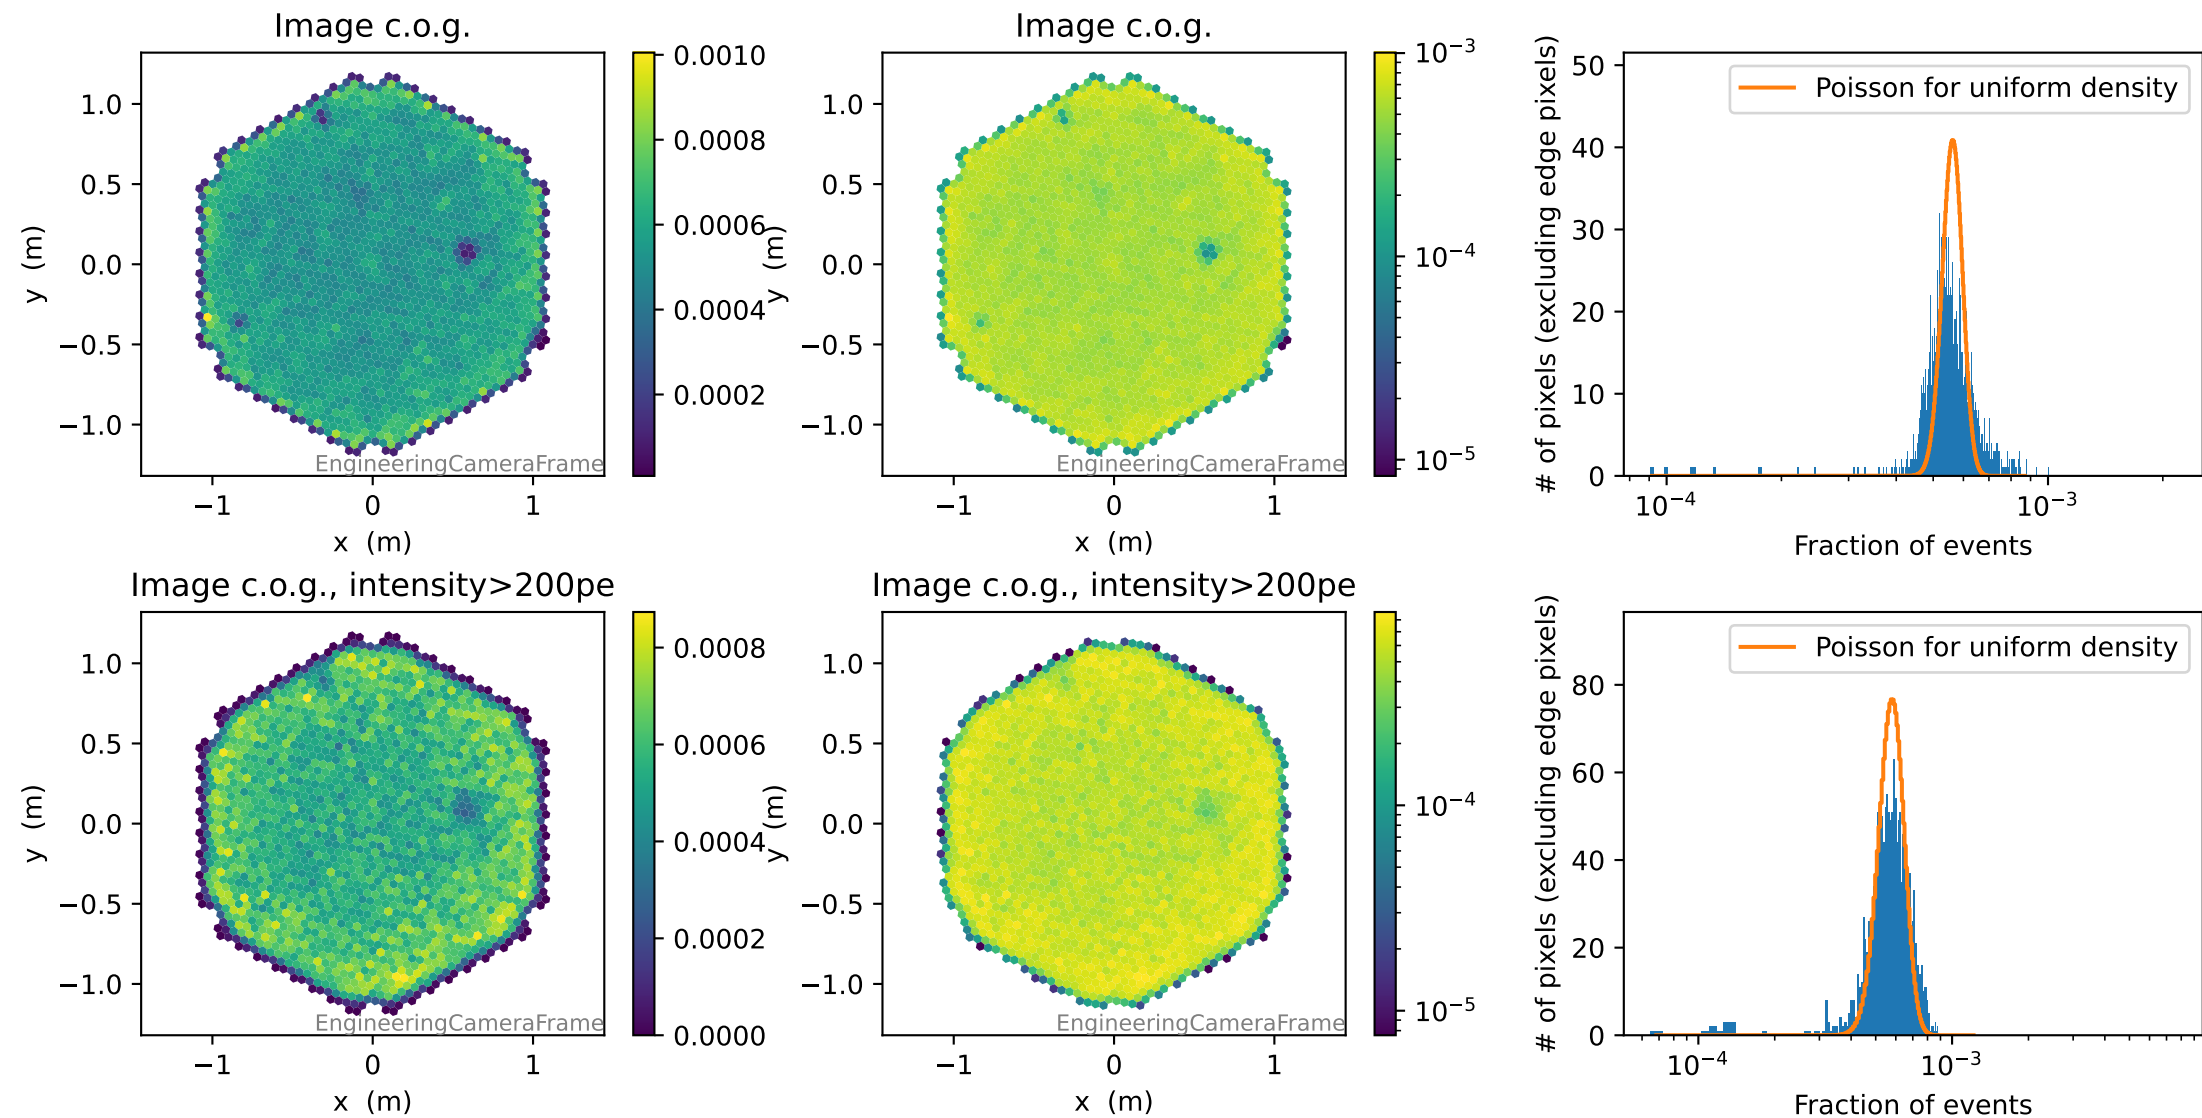 Image c.o.g.
y (m)
1.0
0.5
0.0
−0.5
−1.0
−1
0
1
x (m)
EngineeringCameraFrame
0.0010
0.0008
0.0006
0.0004
0.0002
Image c.o.g.
y (m)
1.0
0.5
0.0
−0.5
−1.0
−1
0
1
x (m)
EngineeringCameraFrame
10−3
10−4
10−5
# of pixels (excluding edge pixels)
50
40
30
20
10
0
Poisson for uniform density
10−4
10−3
Fraction of events
Image c.o.g., intensity>200pe
y (m)
1.0
0.5
0.0
−0.5
−1.0
−1
0
1
x (m)
EngineeringCameraFrame
0.0008
0.0006
0.0004
0.0002
0.0000
Image c.o.g., intensity>200pe
y (m)
1.0
0.5
0.0
−0.5
−1.0
−1
0
1
x (m)
EngineeringCameraFrame
10−4
10−5
# of pixels (excluding edge pixels)
80
60
40
20
0
Poisson for uniform density
10−4
10−3
Fraction of events